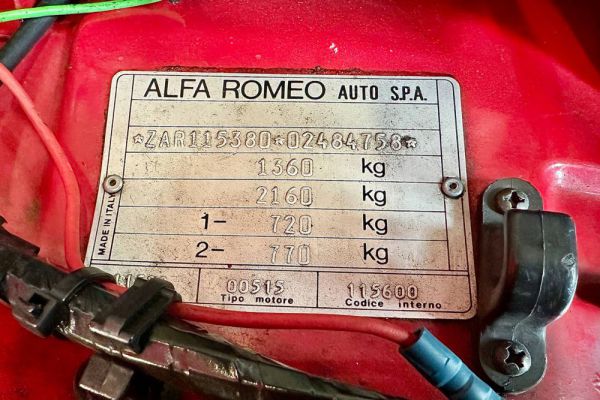 ALFA ROMEO AUTO S.P.A.
*ZAR115380*02484758*
1360 kg
2160 kg
1- 720 kg
2- 770 kg
MADE IN ITALY
00515 115600
Tipo motore Codice interno